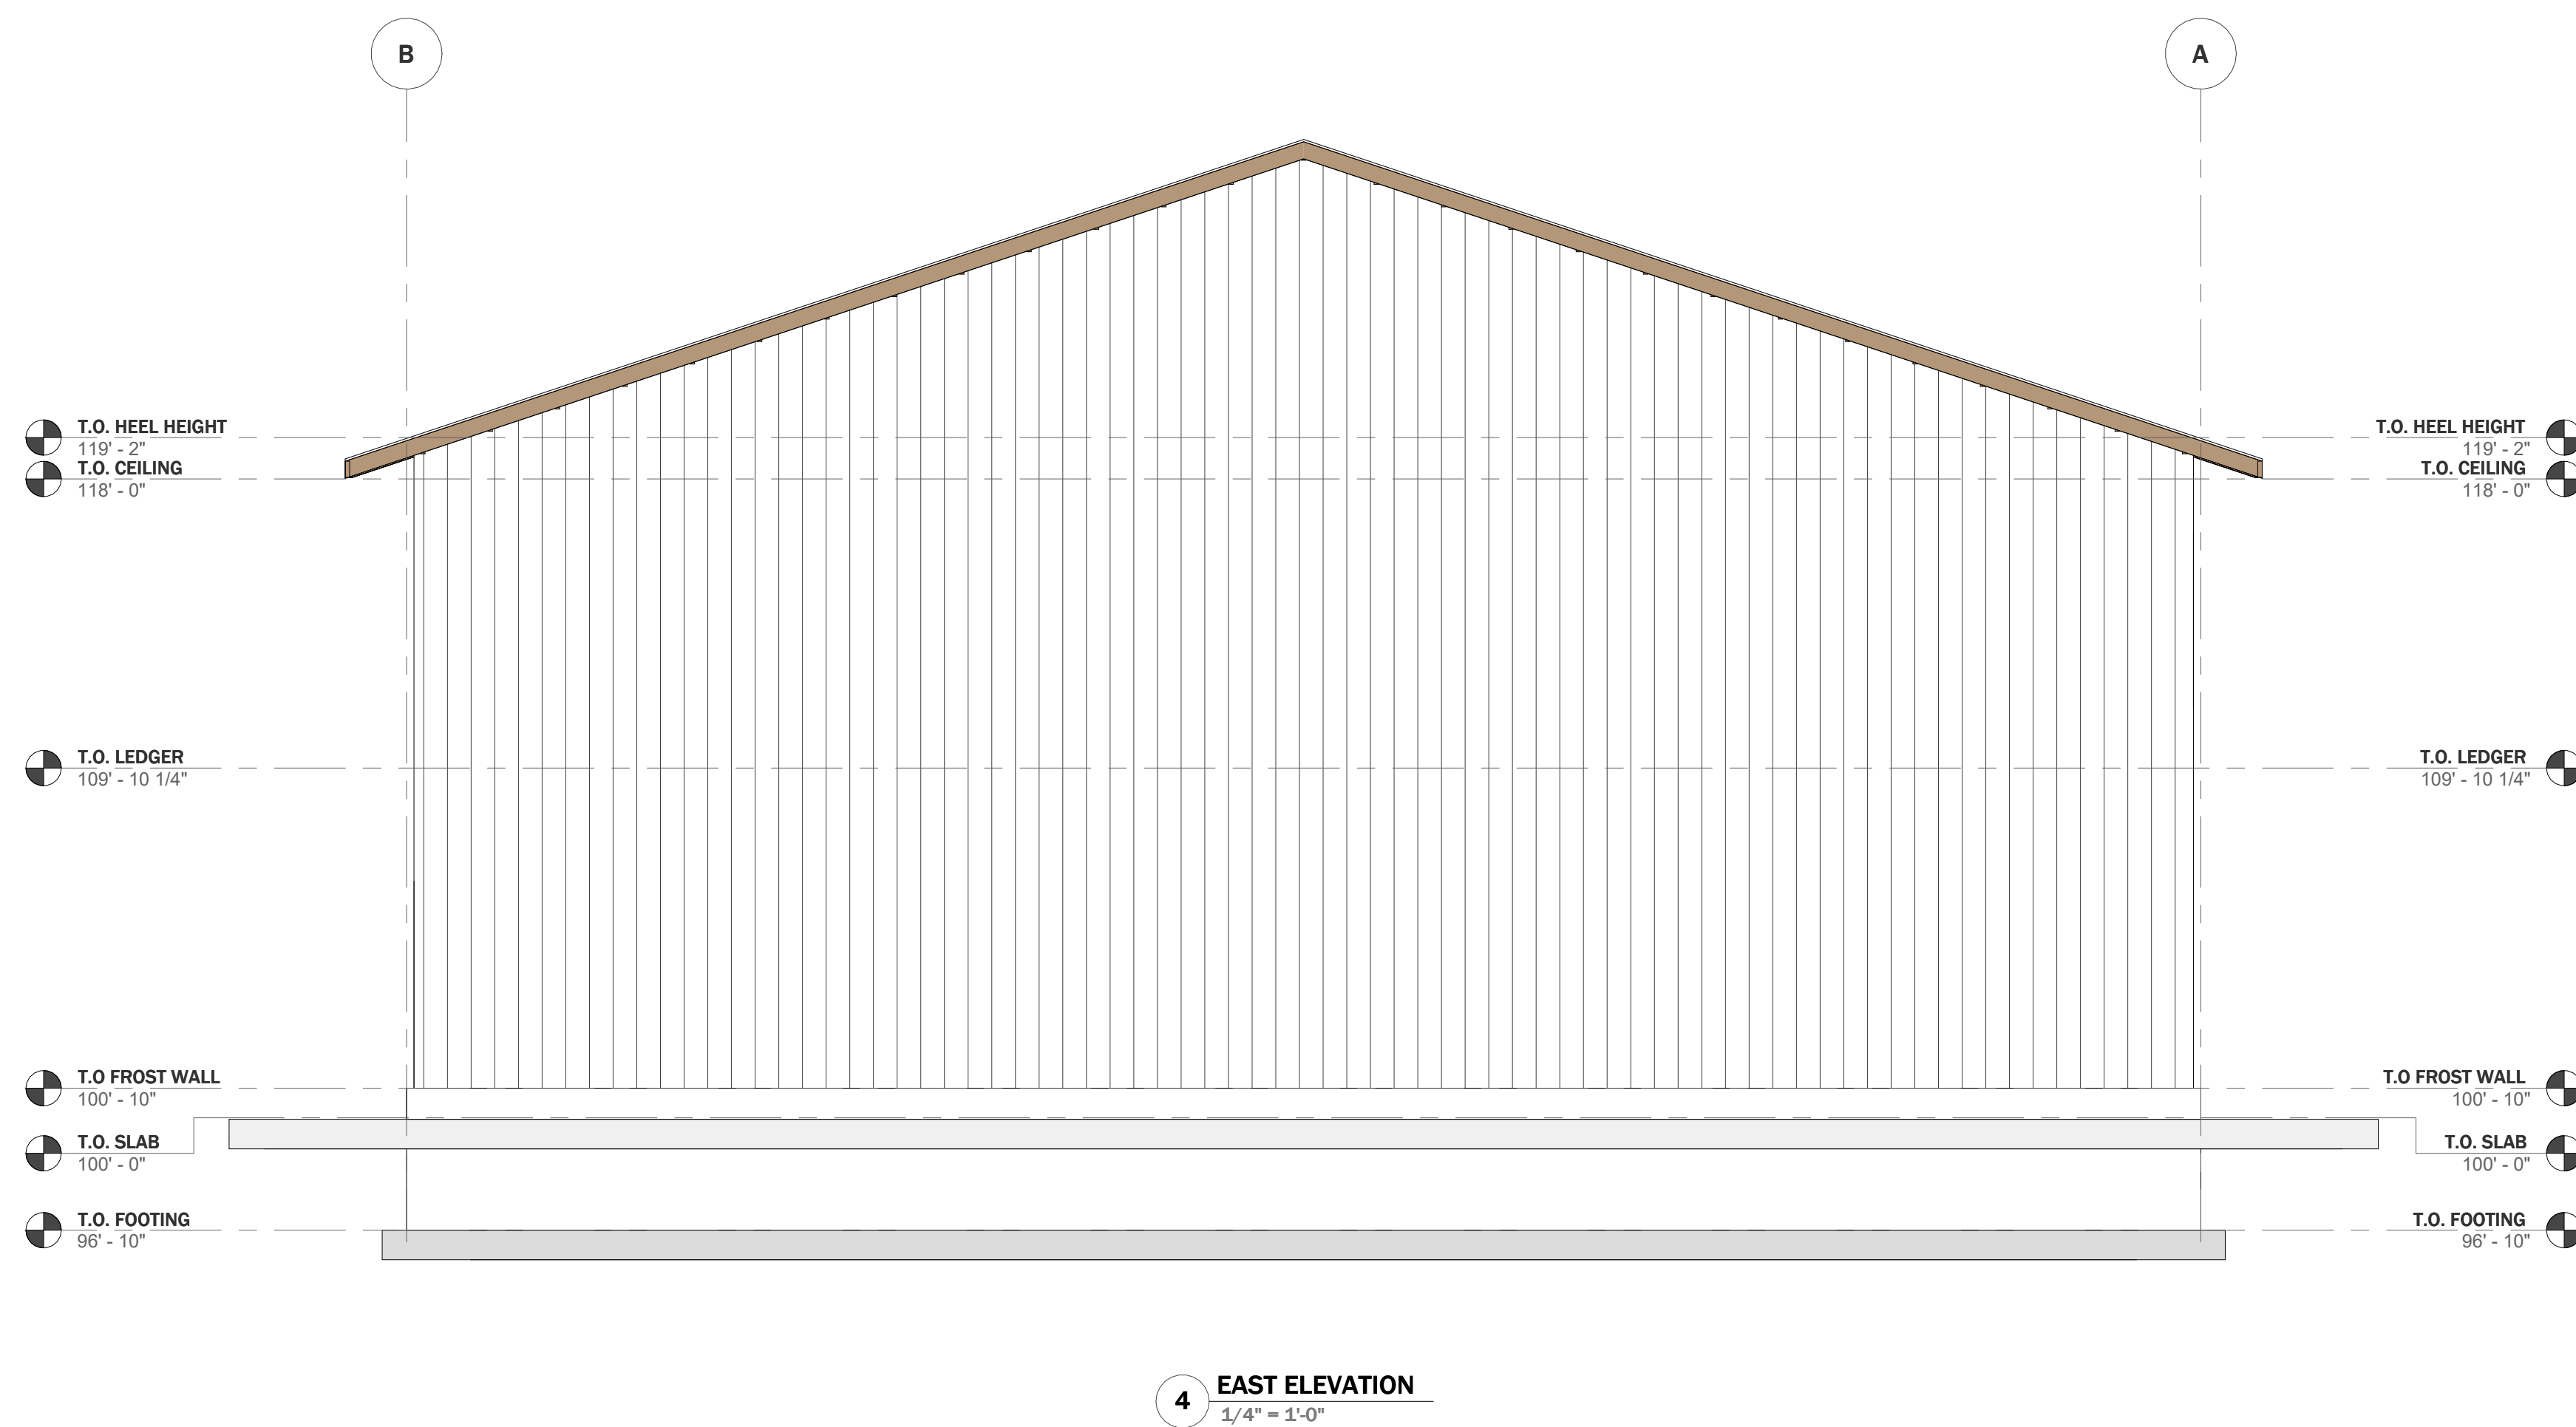 B
A
T.O. HEEL HEIGHT
119' - 2"
T.O. CEILING
118' - 0"
T.O. HEEL HEIGHT
119' - 2"
T.O. CEILING
118' - 0"
T.O. LEDGER
109' - 10 1/4"
T.O. LEDGER
109' - 10 1/4"
T.O FROST WALL
100' - 10"
T.O. SLAB
100' - 0"
T.O FROST WALL
100' - 10"
T.O. SLAB
100' - 0"
T.O. FOOTING
96' - 10"
T.O. FOOTING
96' - 10"
4
EAST ELEVATION
1/4" = 1'-0"